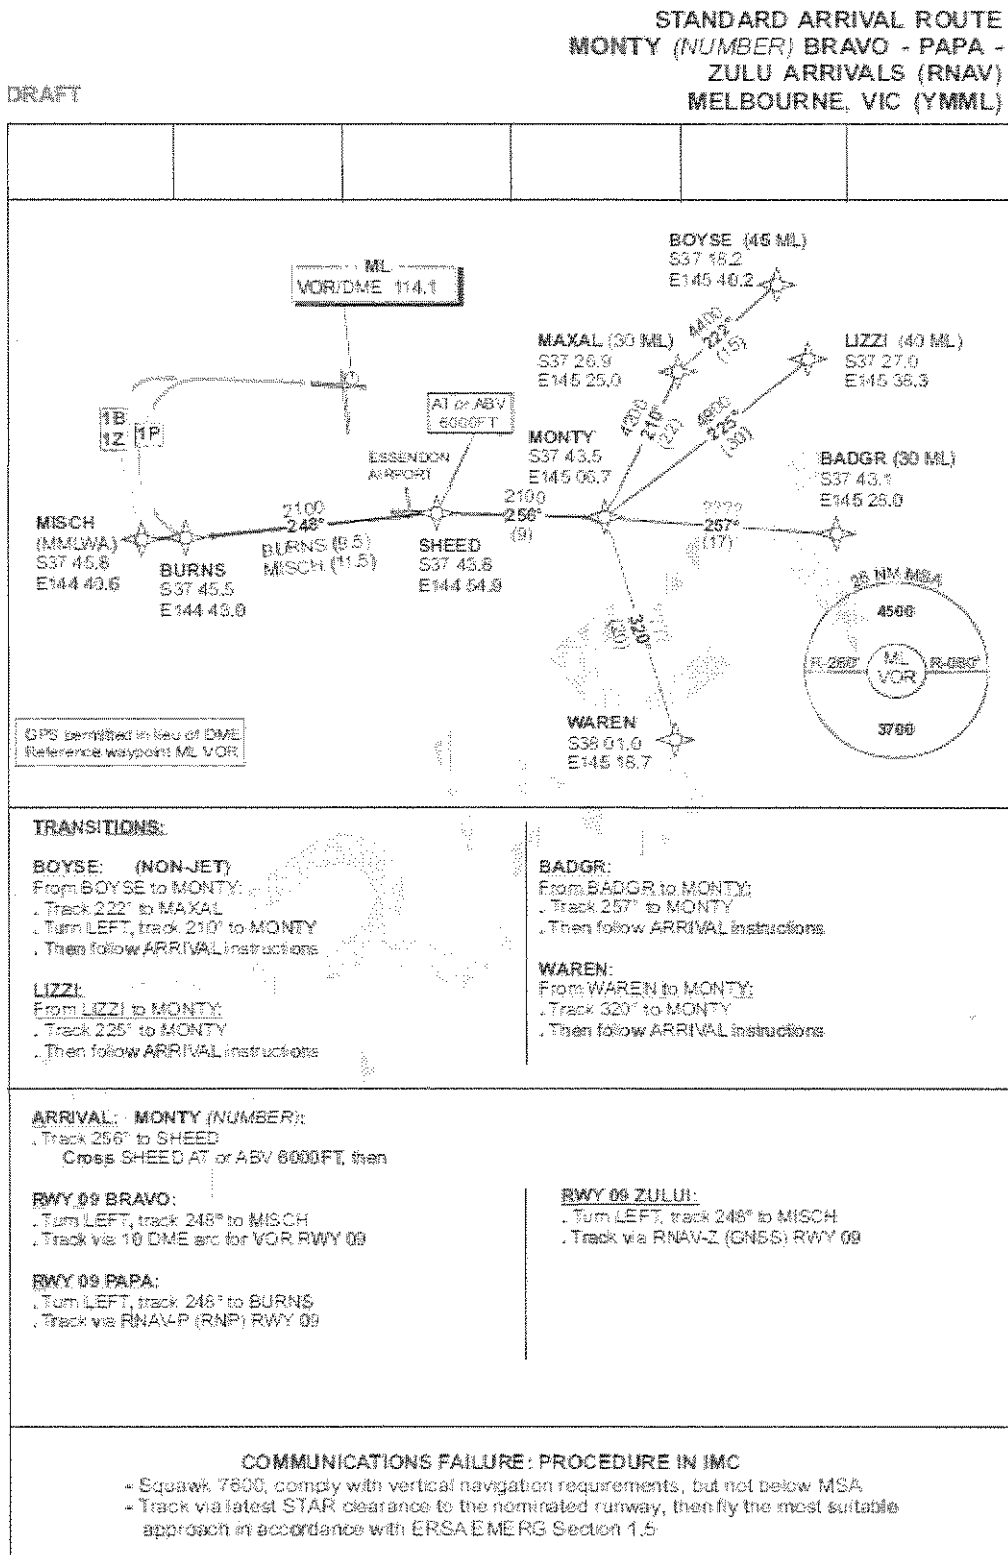 STANDARD ARRIVAL ROUTE
MONTY (NUMBER) BRAVO - PAPA -
ZULU ARRIVALS (RNAV)
MELBOURNE, VIC (YMML)
DRAFT
BOYSE (45 ML)
S37 18.2
E145 40.2
ML
VOR/DME 114.1
4400
222°
(15)
MAXAL (30 ML)
S37 26.9
E145 25.0
LIZZI (40 ML)
S37 27.0
E145 38.3
1B
1Z
1P
AT or ABV
6000FT
4300
210°
(22)
4800
225°
(30)
MONTY
S37 43.5
E145 06.7
BADGR (30 ML)
S37 43.1
E145 28.0
ESSENDON
AIRPORT
2100
248°
BURNS (9.5)
MISCH (11.5)
2100
256°
(9)
257°
(17)
MISCH
(MMLWA)
S37 45.8
E144 40.6
BURNS
S37 45.5
E144 43.0
SHEED
S37 43.8
E144 54.9
25 NM MSA
4500
R-260°
ML
VOR
R-080°
3700
320°
WAREN
S38 01.0
E145 18.7
GPS permitted in lieu of DME
Reference waypoint ML VOR
TRANSITIONS:
BOYSE: (NON-JET)
From BOYSE to MONTY:
. Track 222° to MAXAL
. Turn LEFT, track 210° to MONTY
. Then follow ARRIVAL instructions
LIZZI:
From LIZZI to MONTY:
. Track 225° to MONTY
. Then follow ARRIVAL instructions
BADGR:
From BADGR to MONTY:
. Track 257° to MONTY
. Then follow ARRIVAL instructions
WAREN:
From WAREN to MONTY:
. Track 320° to MONTY
. Then follow ARRIVAL instructions
ARRIVAL: MONTY (NUMBER):
. Track 256° to SHEED
Cross SHEED AT or ABV 6000FT, then
RWY 09 BRAVO:
. Turn LEFT, track 248° to MISCH
. Track via 10 DME arc for VOR RWY 09
RWY 09 PAPA:
. Turn LEFT, track 248° to BURNS
. Track via RNAV-P (RNP) RWY 09
RWY 09 ZULUI:
. Turn LEFT, track 248° to MISCH
. Track via RNAV-Z (GNSS) RWY 09
COMMUNICATIONS FAILURE: PROCEDURE IN IMC
- Squawk 7600, comply with vertical navigation requirements, but not below MSA
- Track via latest STAR clearance to the nominated runway, then fly the most suitable
approach in accordance with ERSA EMERG Section 1.5